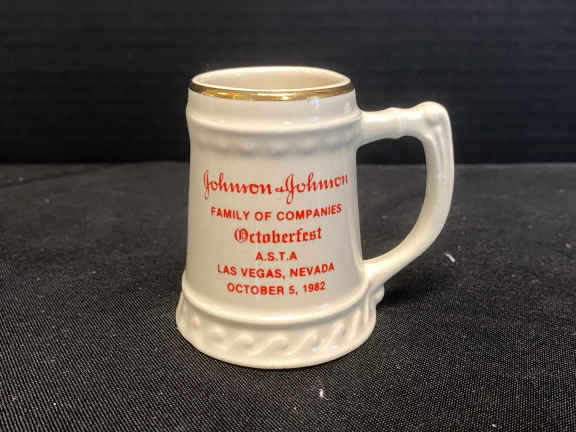 Johnson & Johnson
FAMILY OF COMPANIES
Octoberfest
A.S.T.A
LAS VEGAS, NEVADA
OCTOBER 5, 1982